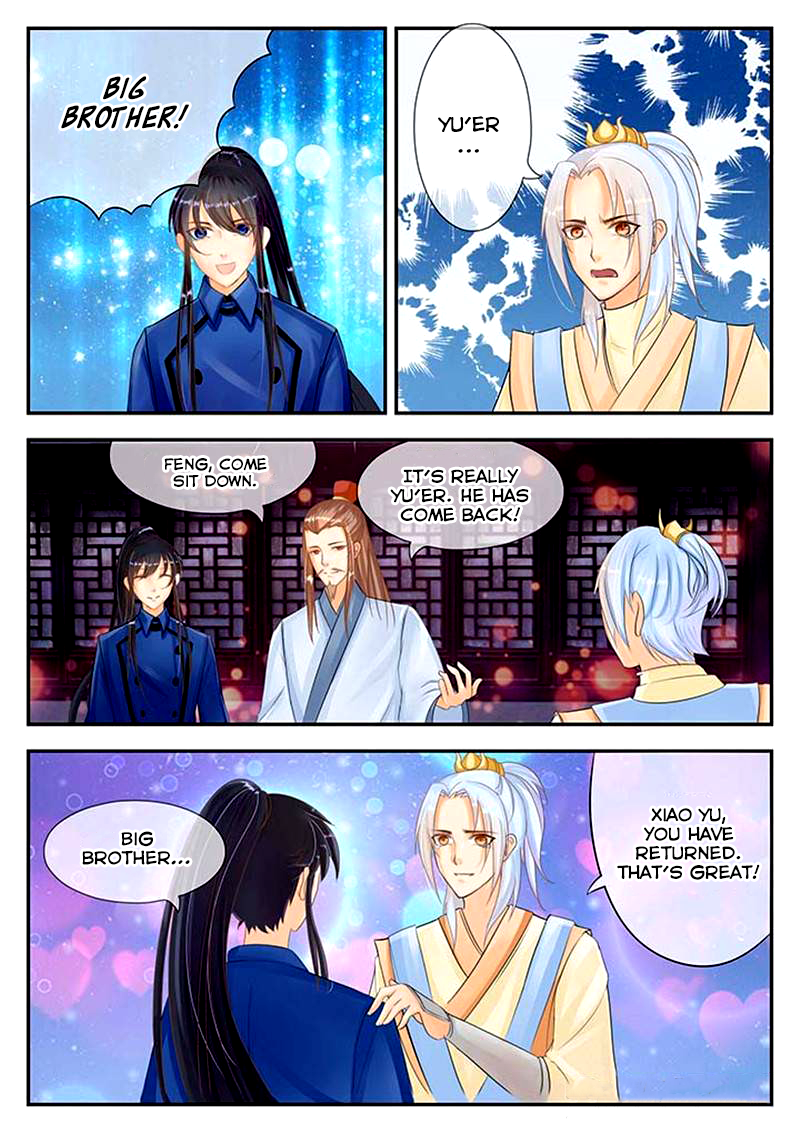 BIG
BROTHER!
YU'ER
...
FENG, COME
SIT DOWN.
IT'S REALLY
YU'ER. HE HAS
COME BACK!
BIG
BROTHER...
XIAO YU,
YOU HAVE
RETURNED.
THAT'S GREAT!